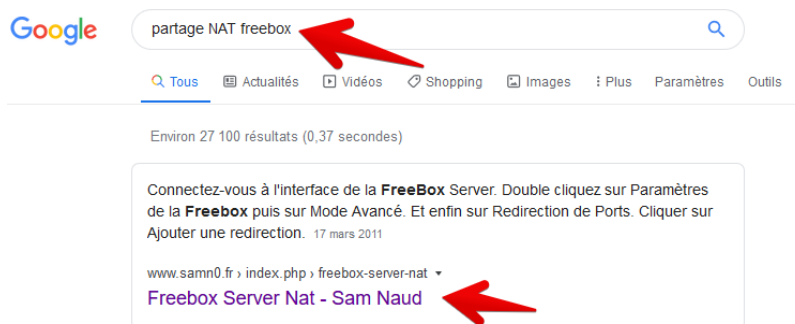 Google
partage NAT freebox
Tous Actualités Vidéos Shopping Images Plus Paramètres Outils
Environ 27 100 résultats (0,37 secondes)
Connectez-vous à l'interface de la FreeBox Server. Double cliquez sur Paramètres
de la Freebox puis sur Mode Avancé. Et enfin sur Redirection de Ports. Cliquer sur
Ajouter une redirection. 17 mars 2011
www.samn0.fr › index.php › freebox-server-nat
Freebox Server Nat - Sam Naud